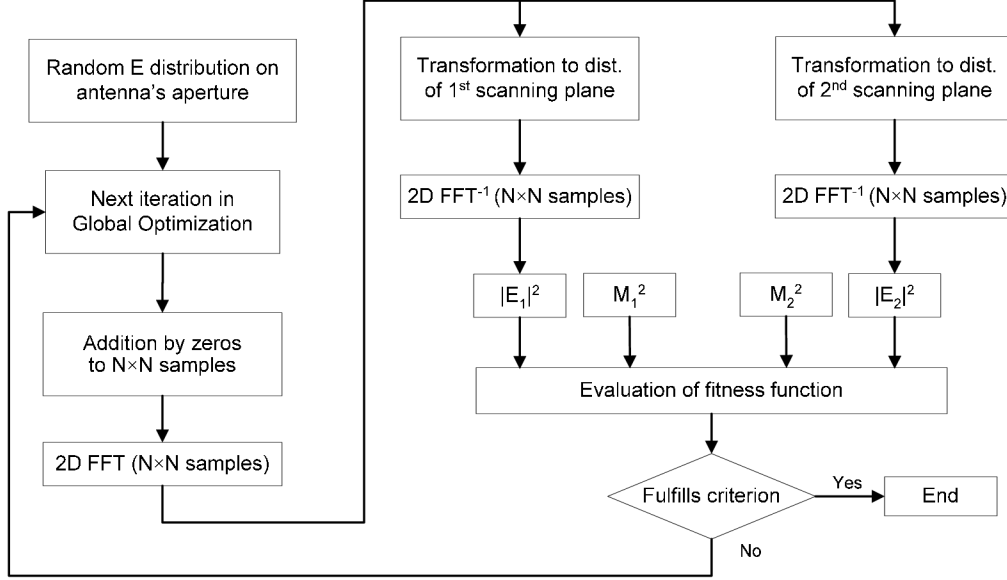 Random E distribution on
antenna's aperture
Next iteration in
Global Optimization
Addition by zeros
to N×N samples
2D FFT (N×N samples)
Transformation to dist.
of 1st scanning plane
2D FFT-1 (N×N samples)
|E1|2
M12
Transformation to dist.
of 2nd scanning plane
2D FFT-1 (N×N samples)
M22
|E2|2
Evaluation of fitness function
Fulfills criterion
Yes
End
No